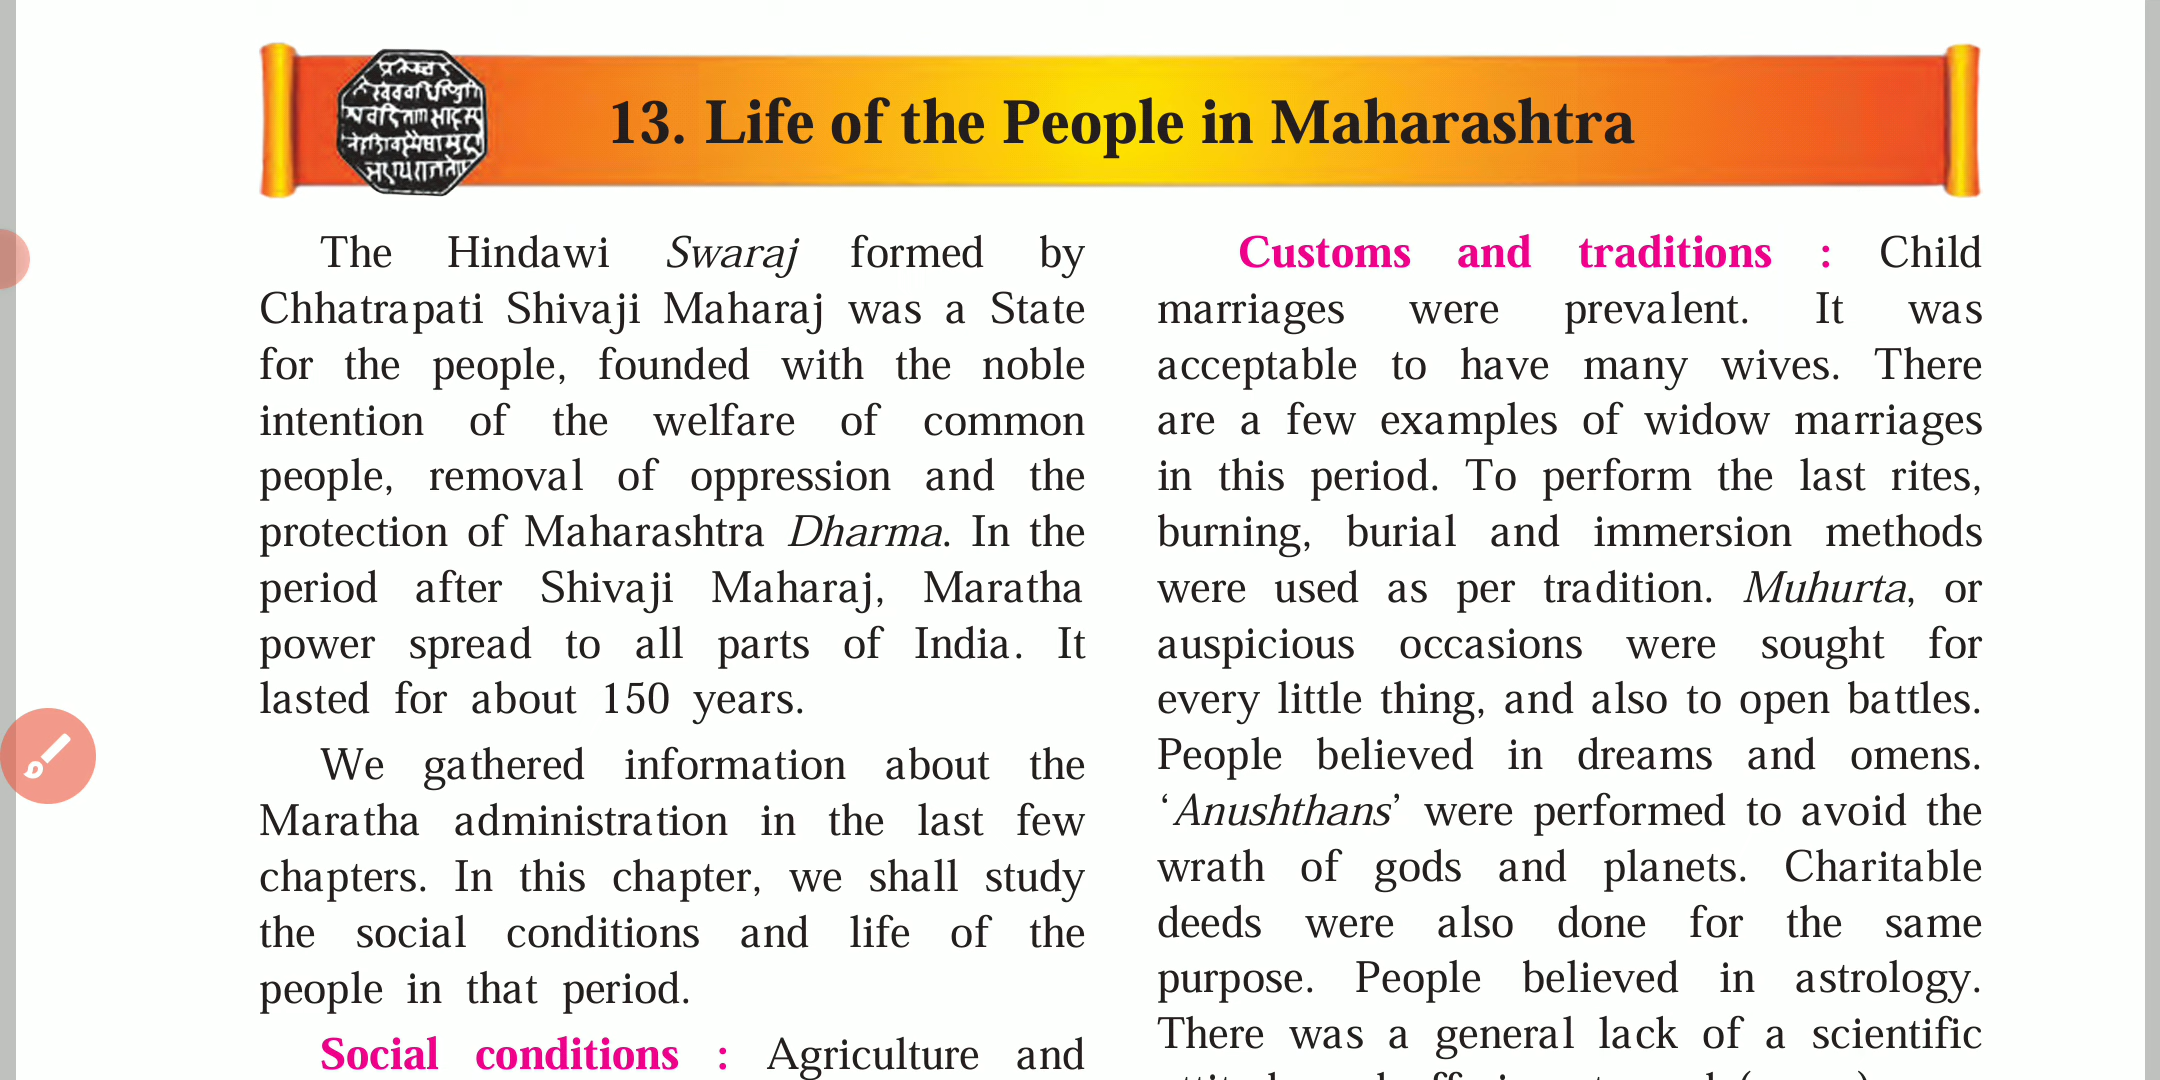 13. Life of the People in Maharashtra
The Hindawi Swaraj formed by
Chhatrapati Shivaji Maharaj was a State
for the people, founded with the noble
intention of the welfare of common
people, removal of oppression and the
protection of Maharashtra Dharma. In the
period after Shivaji Maharaj, Maratha
power spread to all parts of India. It
lasted for about 150 years.
We gathered information about the
Maratha administration in the last few
chapters. In this chapter, we shall study
the social conditions and life of the
people in that period.
Social conditions : Agriculture and
Customs and traditions : Child
marriages were prevalent. It was
acceptable to have many wives. There
are a few examples of widow marriages
in this period. To perform the last rites,
burning, burial and immersion methods
were used as per tradition. Muhurta, or
auspicious occasions were sought for
every little thing, and also to open battles.
People believed in dreams and omens.
‘Anushthans’ were performed to avoid the
wrath of gods and planets. Charitable
deeds were also done for the same
purpose. People believed in astrology.
There was a general lack of a scientific